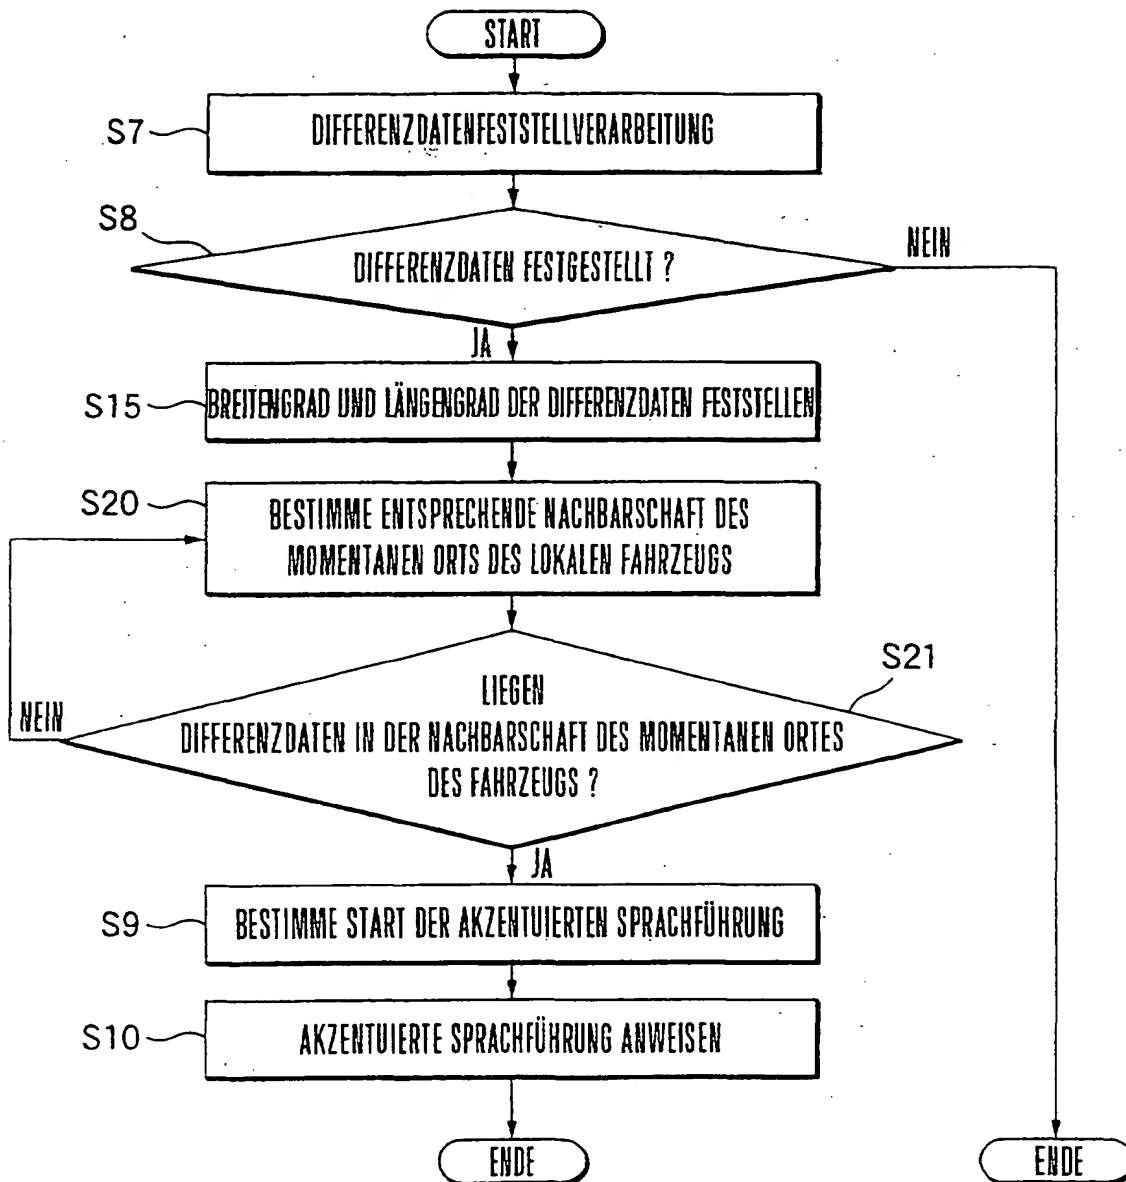 START
S7
DIFFERENZDATENFESTSTELLVERARBEITUNG
S8
DIFFERENZDATEN FESTGESTELLT ?
NEIN
JA
S15
BREITENGRAD UND LÄNGENGRAD DER DIFFERENZDATEN FESTSTELLEN
S20
BESTIMME ENTSPRECHENDE NACHBARSCHAFT DES
MOMENTANEN ORTS DES LOKALEN FAHRZEUGS
S21
LIEGEN
NEIN
DIFFERENZDATEN IN DER NACHBARSCHAFT DES MOMENTANEN ORTES
DES FAHRZEUGS ?
JA
S9
BESTIMME START DER AKZENTUIERTEN SPRACHFÜHRUNG
S10
AKZENTUIERTE SPRACHFÜHRUNG ANWEISEN
ENDE
ENDE